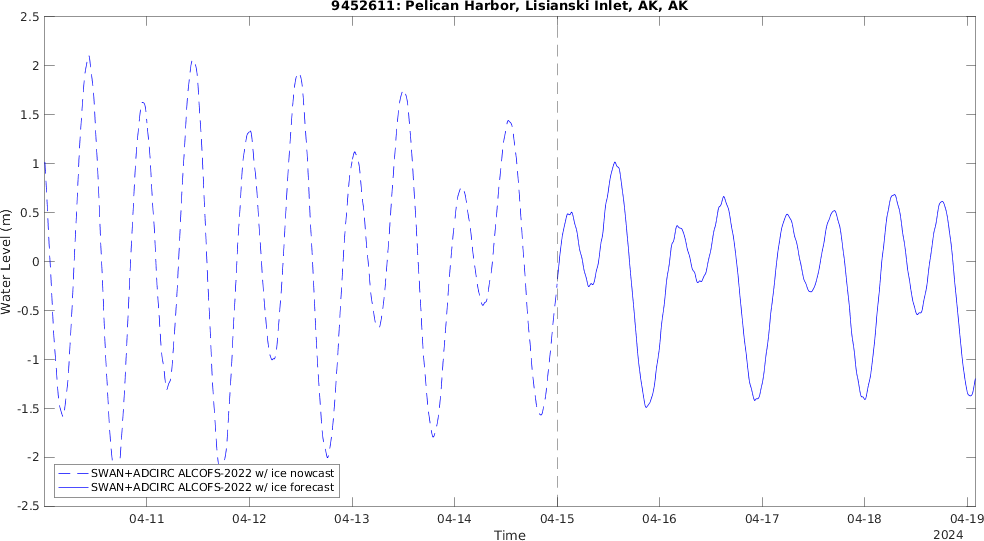 9452611: Pelican Harbor, Lisianski Inlet, AK, AK
2.5
2
1.5
1
0.5
0
-0.5
-1
-1.5
-2
-2.5
Water Level (m)
SWAN+ADCIRC ALCOFS-2022 w/ ice nowcast
SWAN+ADCIRC ALCOFS-2022 w/ ice forecast
04-11 04-12 04-13 04-14 04-15 04-16 04-17 04-18 04-19
Time
2024